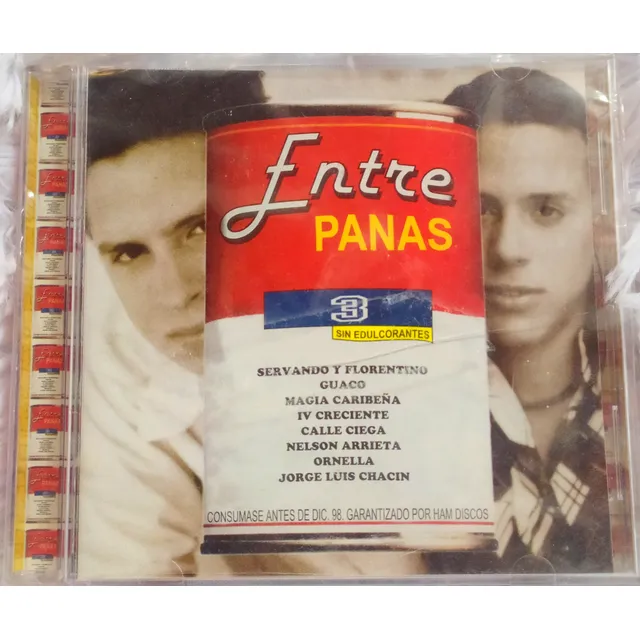 Entre
PANAS
3
SIN EDULCORANTES
SERVANDO Y FLORENTINO
GUACO
MAGIA CARIBEÑA
IV CRECIENTE
CALLE CIEGA
NELSON ARRIETA
ORNELLA
JORGE LUIS CHACIN
CONSUMASE ANTES DE DIC. 98. GARANTIZADO POR HAM DISCOS